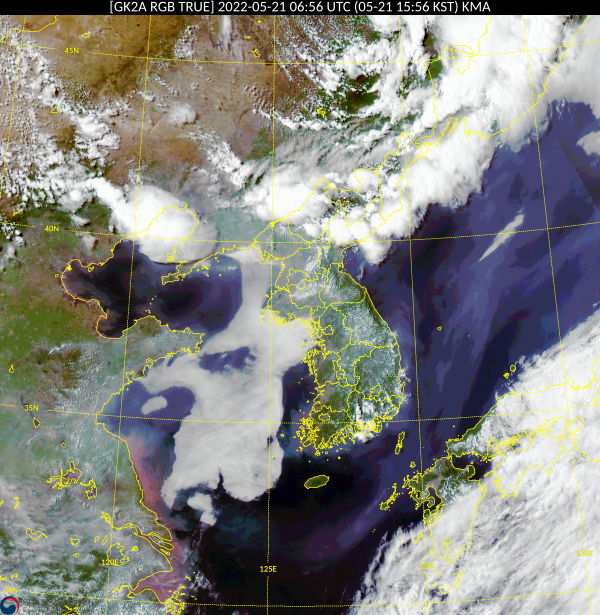 [GK2A RGB TRUE] 2022-05-21 06:56 UTC (05-21 15:56 KST) KMA
45N
40N
35N
125E
120E